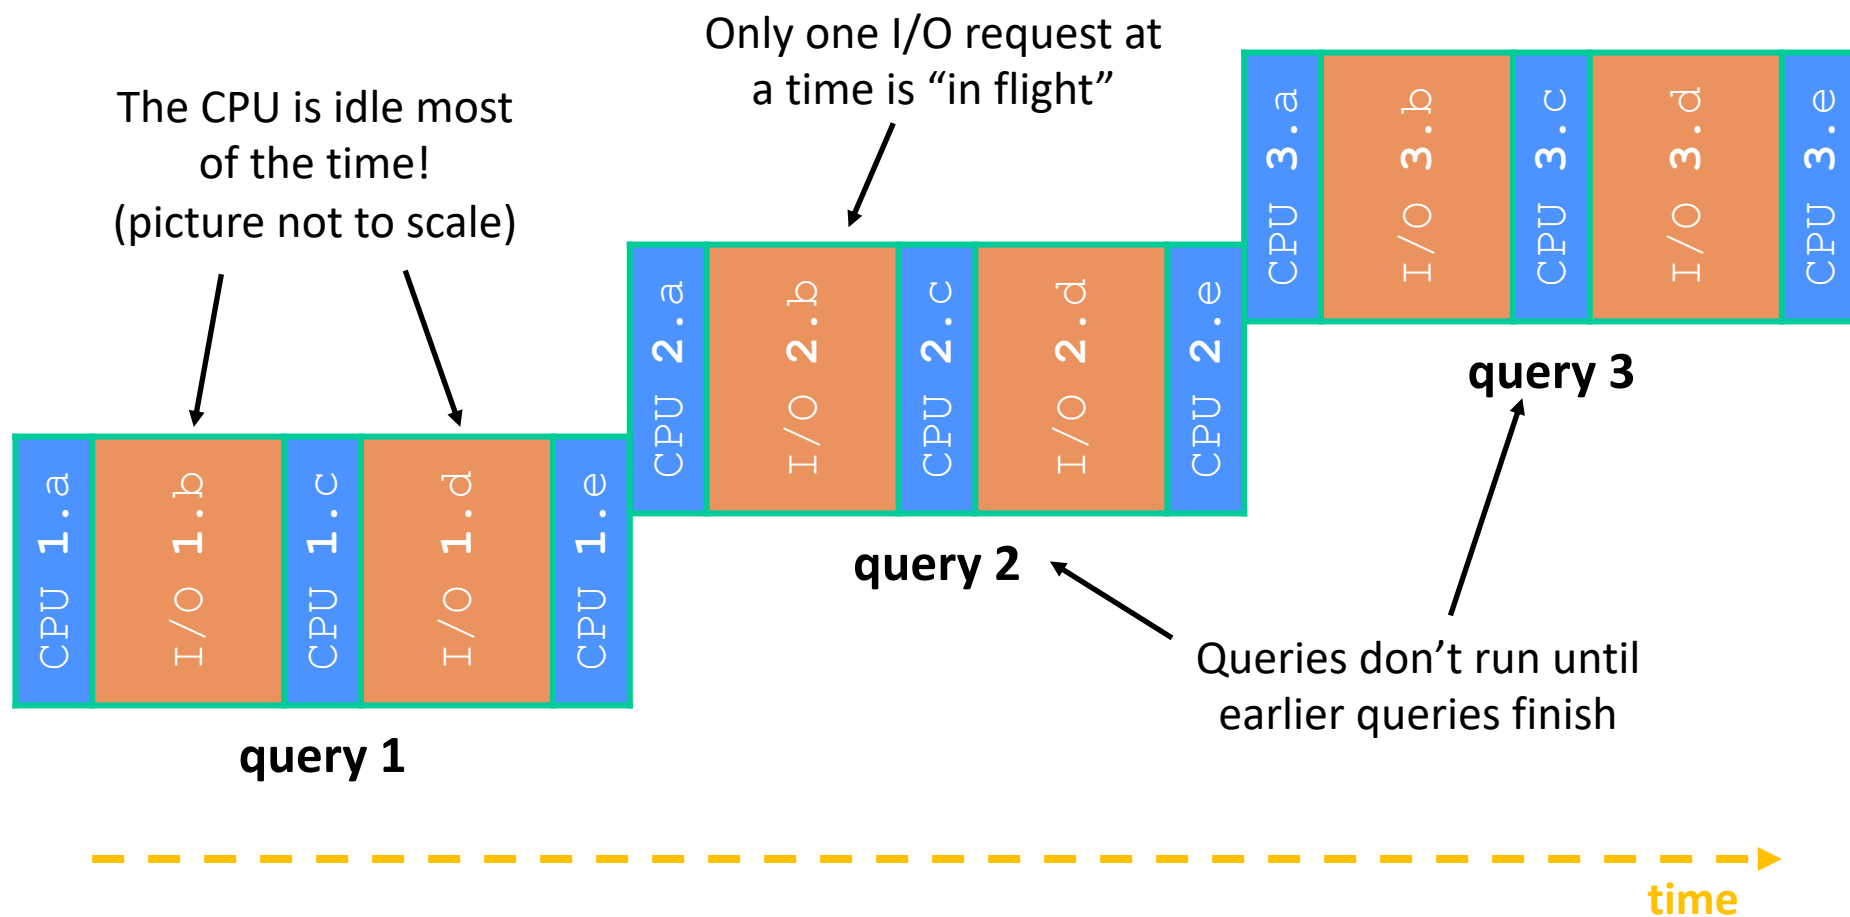 The CPU is idle most
of the time!
(picture not to scale)
Only one I/O request at
a time is “in flight”
CPU 1.a
I/O 1.b
CPU 1.c
I/O 1.d
CPU 1.e
query 1
CPU 2.a
I/O 2.b
CPU 2.c
I/O 2.d
CPU 2.e
query 2
CPU 3.a
I/O 3.b
CPU 3.c
I/O 3.d
CPU 3.e
query 3
Queries don’t run until
earlier queries finish
time